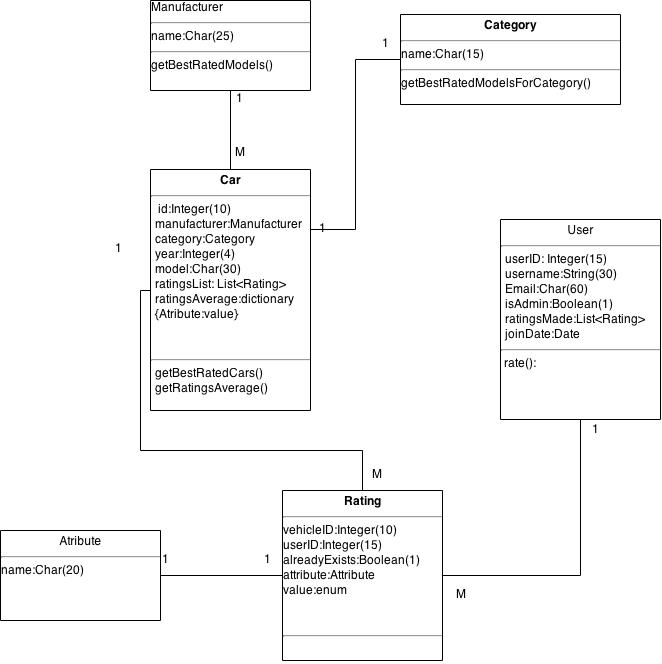 Manufacturer
name:Char(25)
getBestRatedModels()
1
M
Category
name:Char(15)
getBestRatedModelsForCategory()
1
Car
id:Integer(10)
manufacturer:Manufacturer
category:Category
year:Integer(4)
model:Char(30)
ratingsList: List<Rating>
ratingsAverage:dictionary
{Atribute:value}
getBestRatedCars()
getRatingsAverage()
1
1
User
userID: Integer(15)
username:String(30)
Email:Char(60)
isAdmin:Boolean(1)
ratingsMade:List<Rating>
joinDate:Date
rate():
1
M
Rating
vehicleID:Integer(10)
userID:Integer(15)
alreadyExists:Boolean(1)
attribute:Attribute
value:enum
M
Atribute
name:Char(20)
1
1